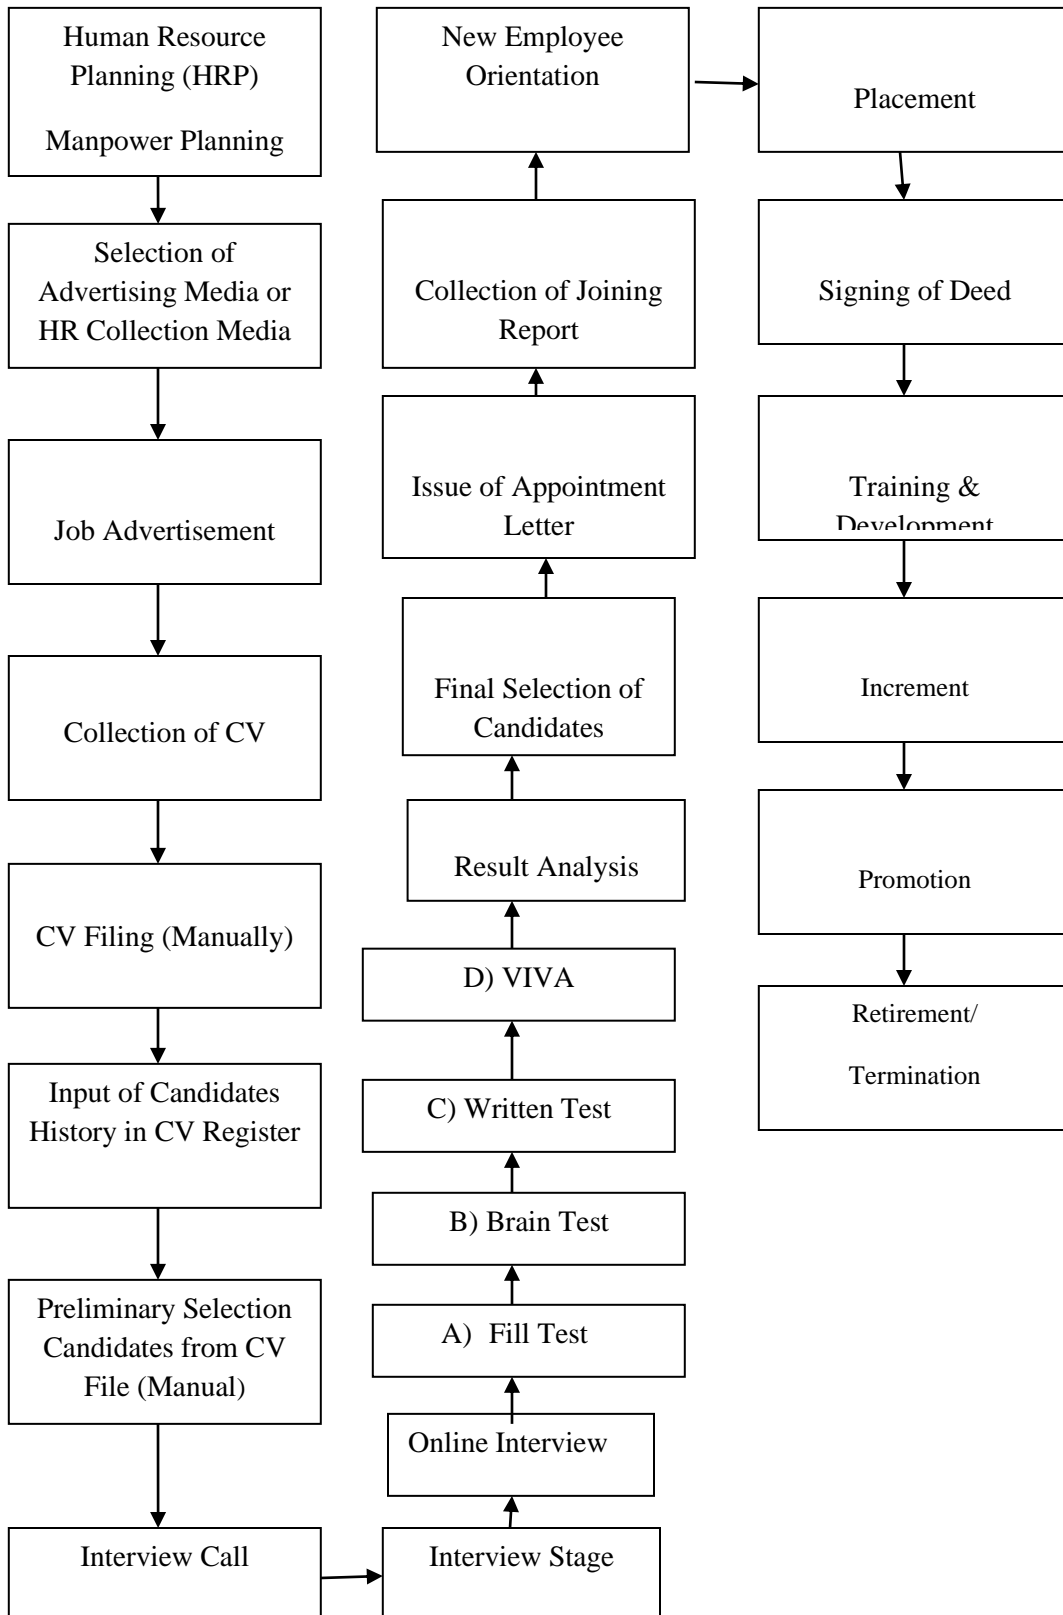 Human Resource
Planning (HRP)
Manpower Planning
Selection of
Advertising Media or
HR Collection Media
Job Advertisement
Collection of CV
CV Filing (Manually)
Input of Candidates
History in CV Register
Preliminary Selection
Candidates from CV
File (Manual)
Interview Call
Interview Stage
Online Interview
A) Fill Test
B) Brain Test
C) Written Test
D) VIVA
Result Analysis
Final Selection of
Candidates
Issue of Appointment
Letter
Collection of Joining
Report
New Employee
Orientation
Placement
Signing of Deed
Training &
Development
Increment
Promotion
Retirement/
Termination